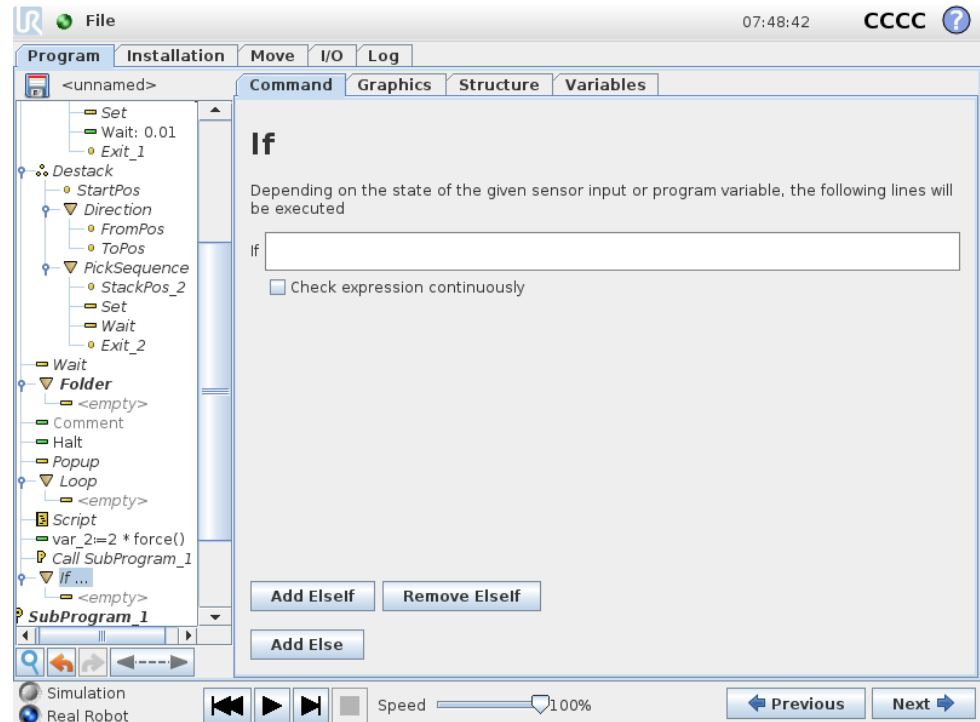 UR File 07:48:42 CCCC ?
Program Installation Move I/O Log
<unnamed>
Command Graphics Structure Variables
Set
Wait: 0.01
Exit_1
Destack
StartPos
Direction
FromPos
ToPos
PickSequence
StackPos_2
Set
Wait
Exit_2
Wait
Folder
<empty>
Comment
Halt
Popup
Loop
<empty>
Script
var_2:=2 * force()
Call SubProgram_1
If ...
<empty>
SubProgram_1
If
Depending on the state of the given sensor input or program variable, the following lines will
be executed
If
Check expression continuously
Add ElseIf Remove ElseIf
Add Else
Simulation
Real Robot
Speed 100%
Previous Next